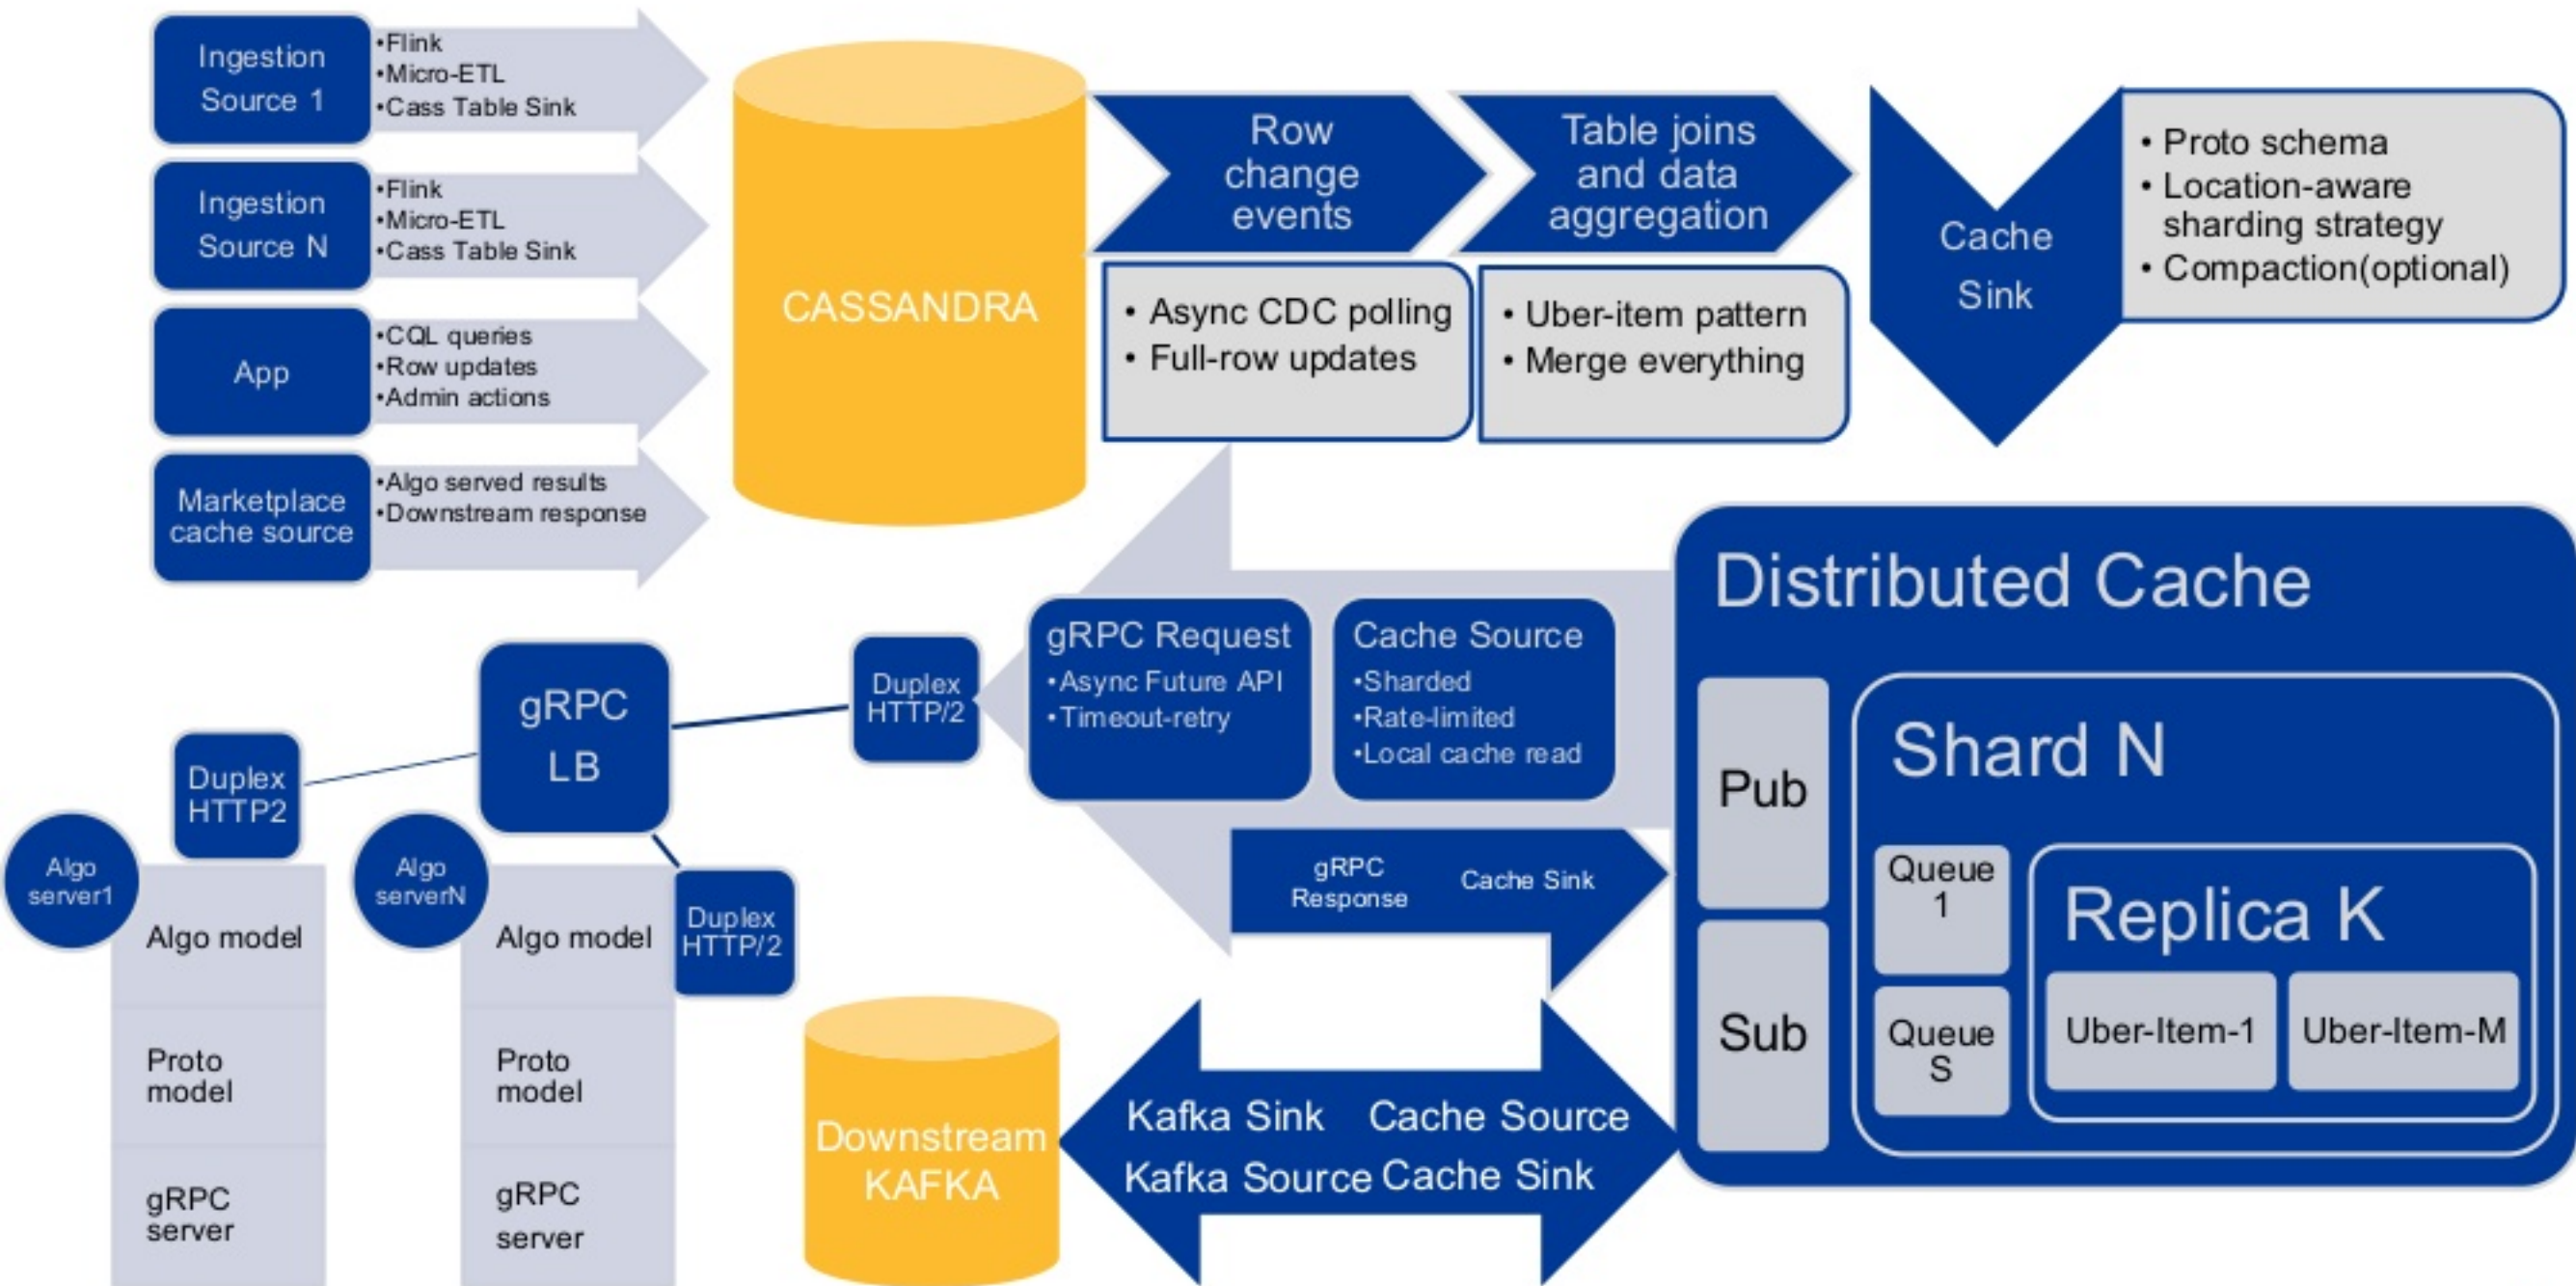 Ingestion
Source 1
•Flink
•Micro-ETL
•Cass Table Sink
Ingestion
Source N
•Flink
•Micro-ETL
•Cass Table Sink
App
•CQL queries
•Row updates
•Admin actions
Marketplace
cache source
•Algo served results
•Downstream response
CASSANDRA
Row
change
events
• Async CDC polling
• Full-row updates
Table joins
and data
aggregation
• Uber-item pattern
• Merge everything
Cache
Sink
• Proto schema
• Location-aware
sharding strategy
• Compaction(optional)
Distributed Cache
Pub
Sub
Shard N
Queue
1
Queue
S
Replica K
Uber-Item-1
Uber-Item-M
Cache Source
•Sharded
•Rate-limited
•Local cache read
gRPC Request
•Async Future API
•Timeout-retry
Duplex
HTTP/2
gRPC
LB
Duplex
HTTP2
Duplex
HTTP/2
Algo
server1
Algo model
Proto
model
gRPC
server
Algo
serverN
Algo model
Proto
model
gRPC
server
gRPC
Response
Cache Sink
Downstream
KAFKA
Kafka Sink
Cache Source
Kafka Source
Cache Sink